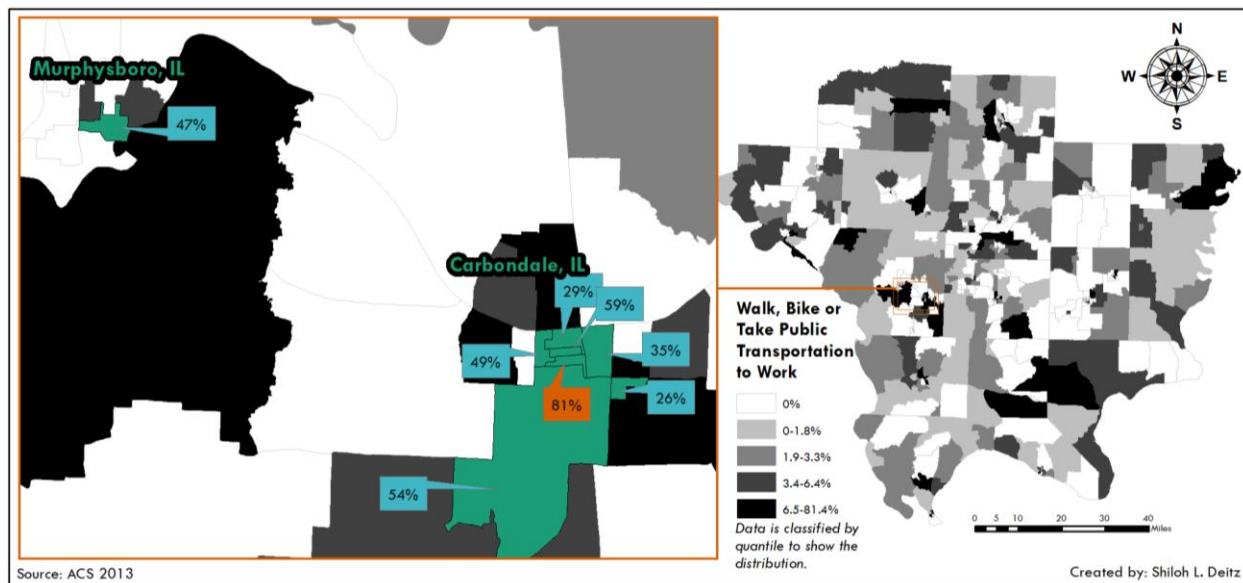 Murphysboro, IL
47%
Carbondale, IL
29%
59%
49%
35%
81%
26%
54%
N
W
E
S
Walk, Bike or
Take Public
Transportation
to Work
0%
0-1.8%
1.9-3.3%
3.4-6.4%
6.5-81.4%
Data is classified by
quantile to show the
distribution.
0 5 10 20 30 40
Miles
Source: ACS 2013
Created by: Shiloh L. Deitz